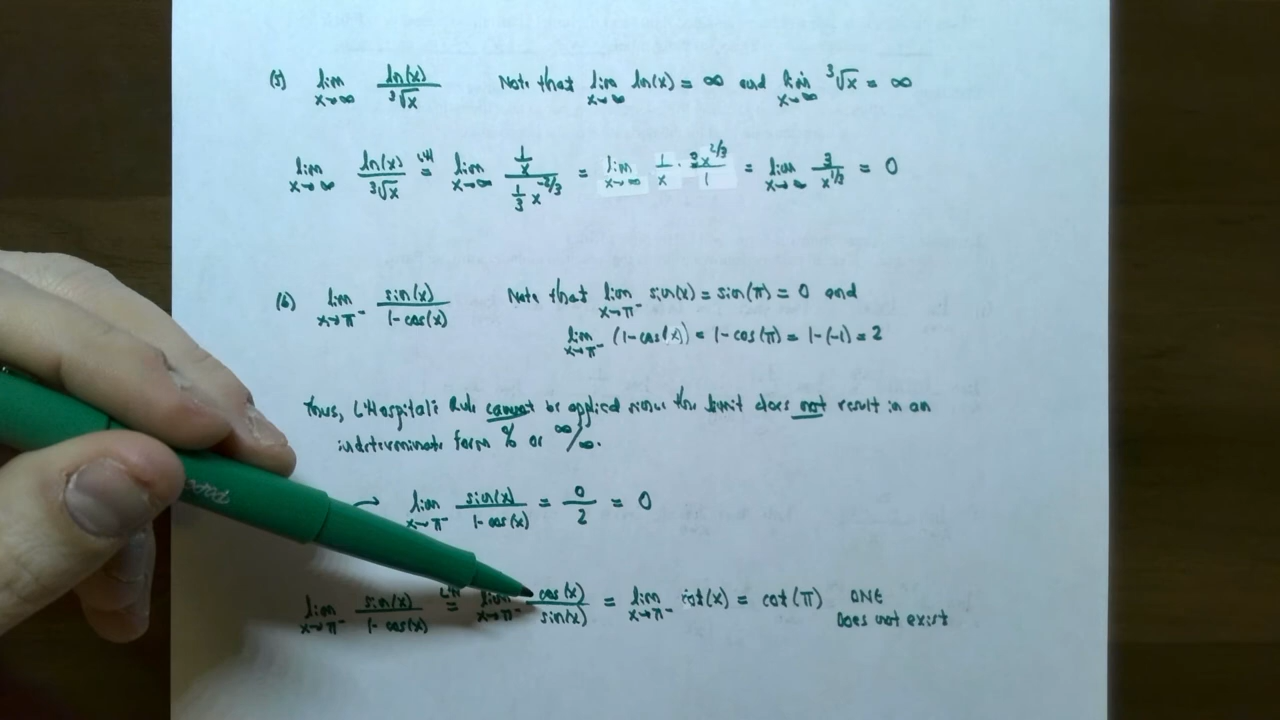 (5) lim x→∞ ln(x)/∛x Note that lim x→∞ ln(x) = ∞ and lim x→∞ ∛x = ∞
lim x→∞ ln(x)/∛x (LH)= lim x→∞ (1/x)/(1/3 x^(-2/3)) = lim x→∞ 1/x · 3x^(2/3)/1 = lim x→∞ 3/x^(1/3) = 0
(6) lim x→π⁻ sin(x)/(1-cos(x)) Note that lim x→π⁻ sin(x) = sin(π) = 0 and
lim x→π⁻ (1-cos(x)) = 1-cos(π) = 1-(-1) = 2
Thus, L'Hospital's Rule cannot be applied since the limit does not result in an
indeterminate form 0/0 or ∞/∞.
→ lim x→π⁻ sin(x)/(1-cos(x)) = 0/2 = 0
lim x→π⁻ sin(x)/(1-cos(x)) (LH)= lim x→π⁻ cos(x)/sin(x) = lim x→π⁻ cot(x) = cot(π) DNE
Does not exist